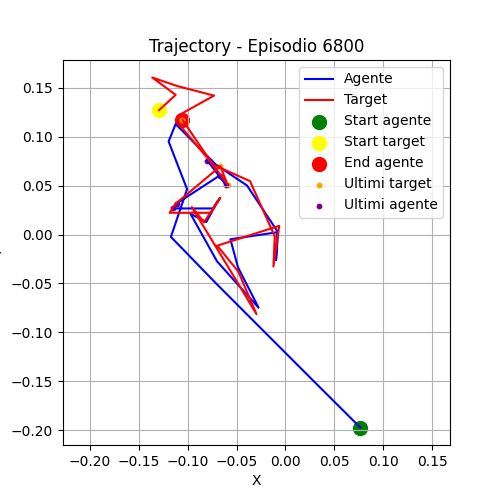 Trajectory - Episodio 6800
Agente
Target
Start agente
Start target
End agente
Ultimi target
Ultimi agente
0.15
0.10
0.05
0.00
−0.05
−0.10
−0.15
−0.20
−0.20 −0.15 −0.10 −0.05 0.00 0.05 0.10 0.15
X